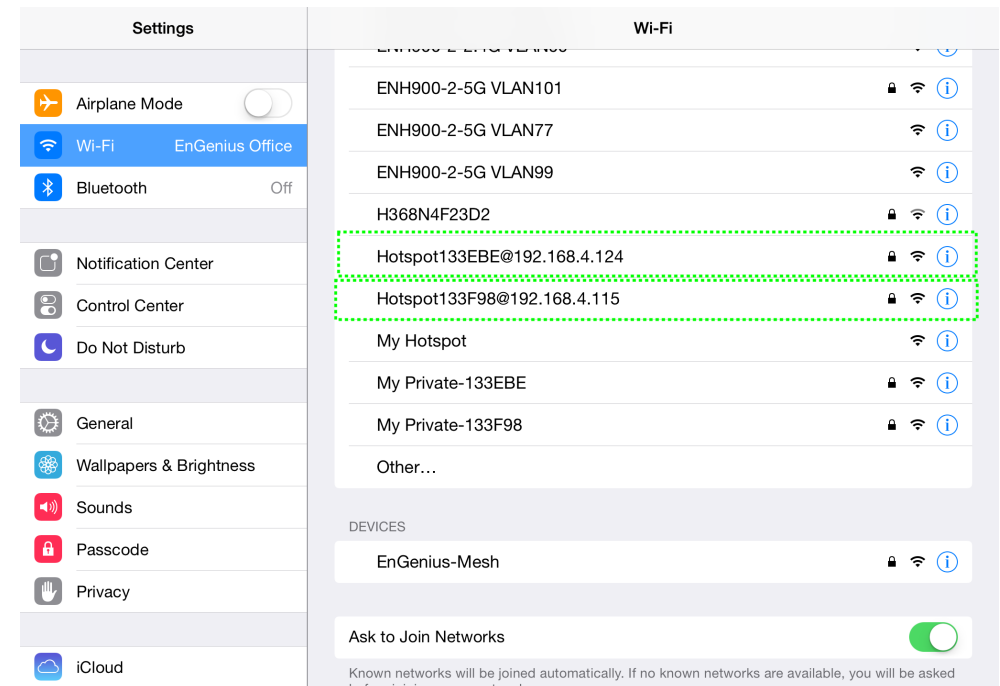 Settings
Airplane Mode
Wi-Fi EnGenius Office
Bluetooth Off
Notification Center
Control Center
Do Not Disturb
General
Wallpapers & Brightness
Sounds
Passcode
Privacy
iCloud
Wi-Fi
ENH900-2-5G VLAN101
ENH900-2-5G VLAN77
ENH900-2-5G VLAN99
H368N4F23D2
Hotspot133EBE@192.168.4.124
Hotspot133F98@192.168.4.115
My Hotspot
My Private-133EBE
My Private-133F98
Other...
DEVICES
EnGenius-Mesh
Ask to Join Networks
Known networks will be joined automatically. If no known networks are available, you will be asked